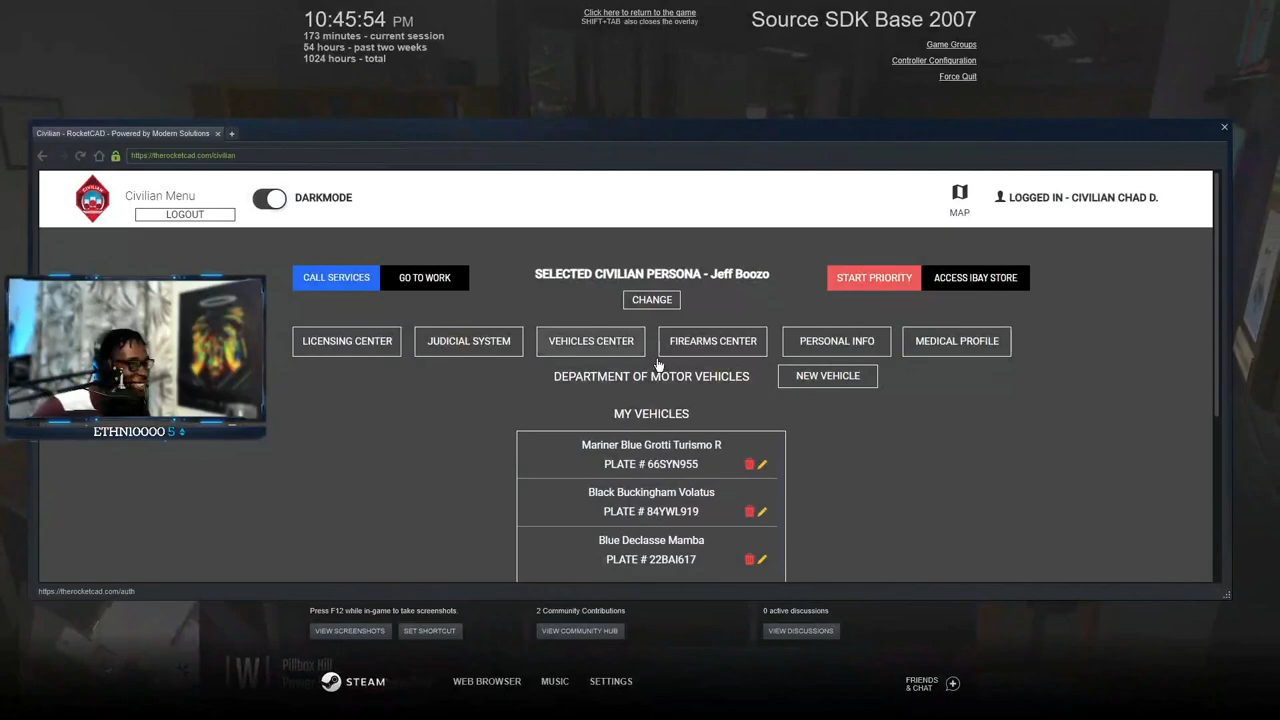 10:45:54 PM
173 minutes - current session
54 hours - past two weeks
1024 hours - total
Click here to return to the game
SHIFT+TAB also closes the overlay
Source SDK Base 2007
Game Groups
Controller Configuration
Force Quit
Civilian - RocketCAD - Powered by Modern Solutions
https://therocketcad.com/civilian
Civilian Menu
LOGOUT
DARKMODE
MAP
LOGGED IN - CIVILIAN CHAD D.
CALL SERVICES
GO TO WORK
SELECTED CIVILIAN PERSONA - Jeff Boozo
CHANGE
START PRIORITY
ACCESS IBAY STORE
LICENSING CENTER
JUDICIAL SYSTEM
VEHICLES CENTER
FIREARMS CENTER
PERSONAL INFO
MEDICAL PROFILE
DEPARTMENT OF MOTOR VEHICLES
NEW VEHICLE
MY VEHICLES
Mariner Blue Grotti Turismo R
PLATE # 66SYN955
Black Buckingham Volatus
PLATE # 84YWL919
Blue Declasse Mamba
PLATE # 22BAI617
ETHN10000 5
https://therocketcad.com/auth
Press F12 while in-game to take screenshots.
VIEW SCREENSHOTS
SET SHORTCUT
2 Community Contributions
VIEW COMMUNITY HUB
0 active discussions
VIEW DISCUSSIONS
W
Pillbox Hill
STEAM
WEB BROWSER
MUSIC
SETTINGS
FRIENDS
& CHAT